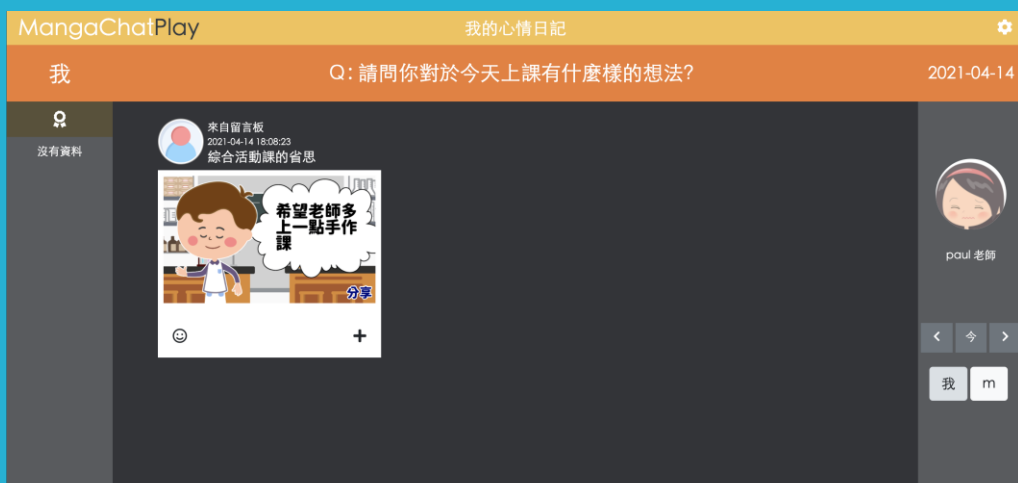 MangaChatPlay
我的心情日記
我
Q: 請問你對於今天上課有什麼樣的想法?
2021-04-14
沒有資料
來自留言板
2021-04-14 18:08:23
綜合活動課的省思
希望老師多
上一點手作
課
分享
paul 老師
今
我
m